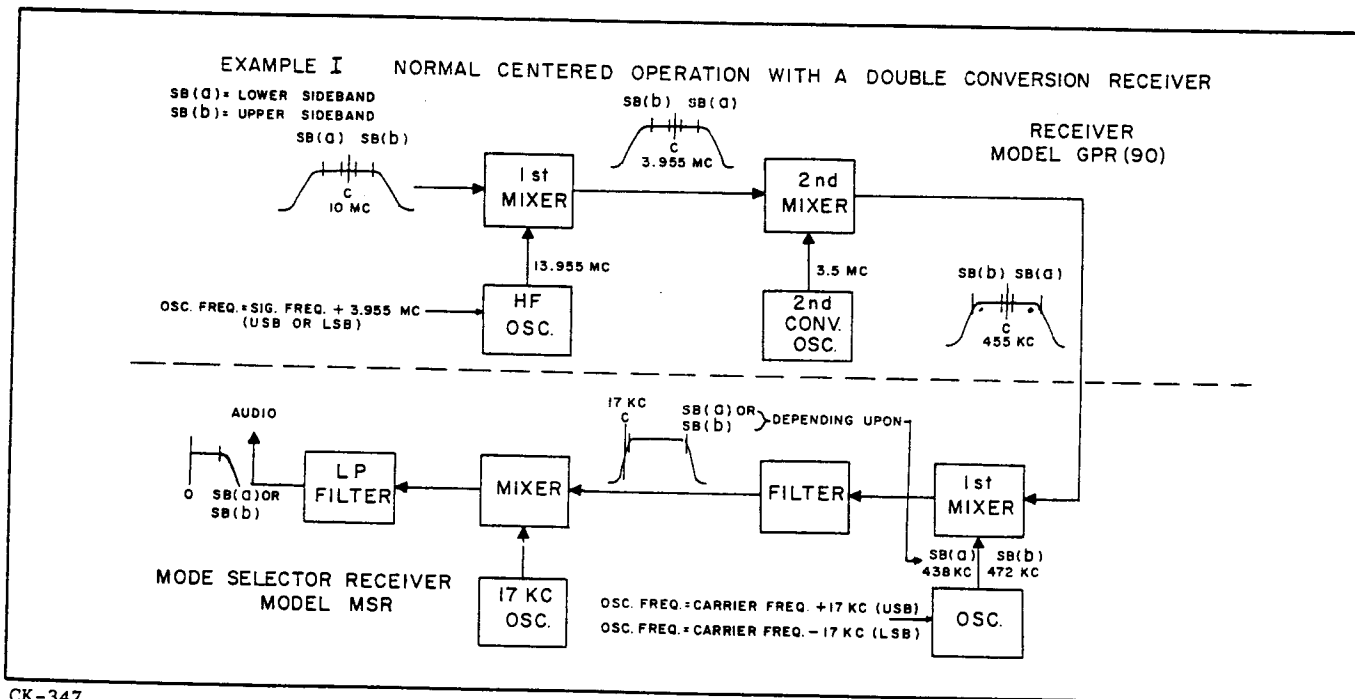 EXAMPLE I NORMAL CENTERED OPERATION WITH A DOUBLE CONVERSION RECEIVER
SB(a)= LOWER SIDEBAND
SB(b)= UPPER SIDEBAND
SB(a) SB(b)
C
10 MC
1st
MIXER
SB(b) SB(a)
C
3.955 MC
2nd
MIXER
RECEIVER
MODEL GPR(90)
13.955 MC
3.5 MC
OSC. FREQ.=SIG. FREQ. + 3.955 MC
(USB OR LSB)
HF
OSC.
2nd
CONV.
OSC.
SB(b) SB(a)
C
455 KC
AUDIO
O
SB(a)OR
SB(b)
LP
FILTER
MIXER
17 KC
C
SB(a) OR
SB(b)
DEPENDING UPON
FILTER
1st
MIXER
SB(a) SB(b)
438 KC 472 KC
MODE SELECTOR RECEIVER
MODEL MSR
17 KC
OSC.
OSC. FREQ.=CARRIER FREQ. +17 KC (USB)
OSC. FREQ.=CARRIER FREQ. -17 KC (LSB)
OSC.
CK-347